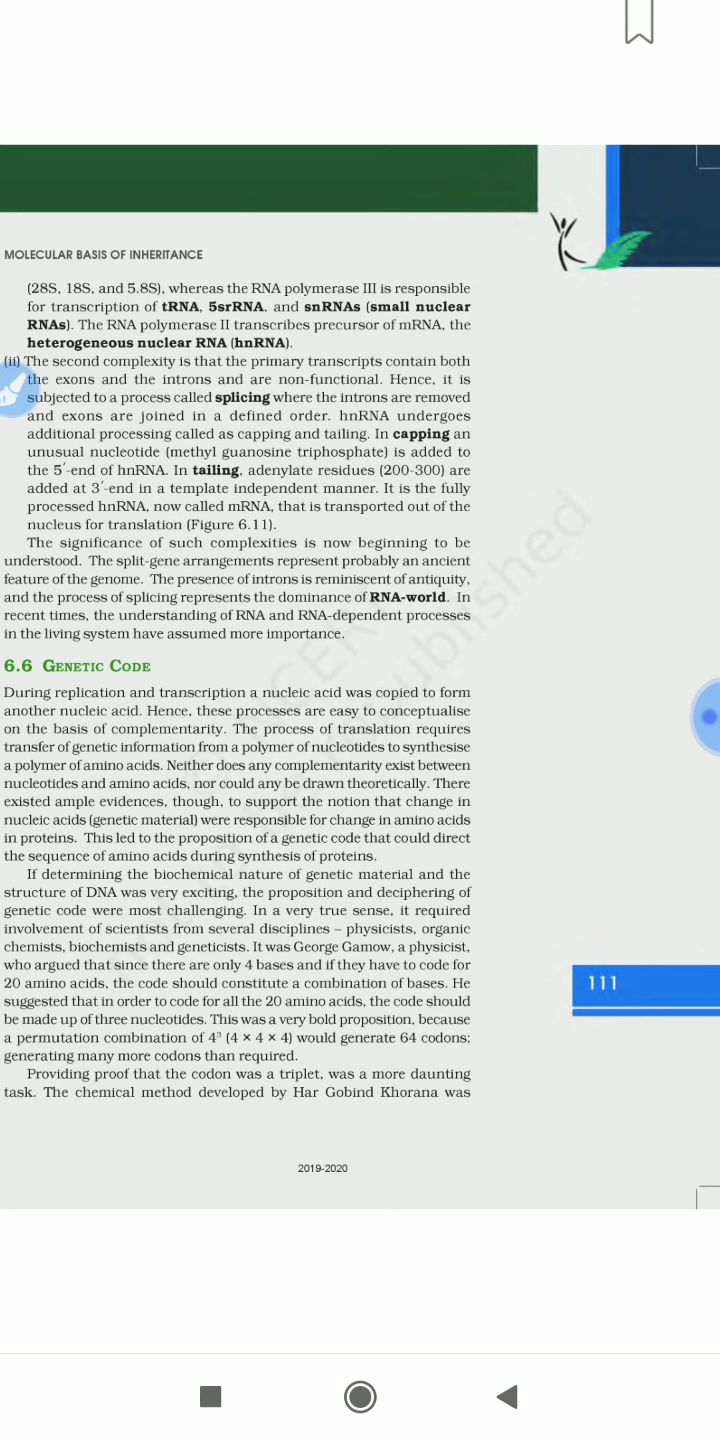 MOLECULAR BASIS OF INHERITANCE
(28S, 18S, and 5.8S), whereas the RNA polymerase III is responsible
for transcription of tRNA, 5srRNA, and snRNAs (small nuclear
RNAs). The RNA polymerase II transcribes precursor of mRNA, the
heterogeneous nuclear RNA (hnRNA).
(ii) The second complexity is that the primary transcripts contain both
the exons and the introns and are non-functional. Hence, it is
subjected to a process called splicing where the introns are removed
and exons are joined in a defined order. hnRNA undergoes
additional processing called as capping and tailing. In capping an
unusual nucleotide (methyl guanosine triphosphate) is added to
the 5′-end of hnRNA. In tailing, adenylate residues (200-300) are
added at 3′-end in a template independent manner. It is the fully
processed hnRNA, now called mRNA, that is transported out of the
nucleus for translation (Figure 6.11).
The significance of such complexities is now beginning to be
understood. The split-gene arrangements represent probably an ancient
feature of the genome. The presence of introns is reminiscent of antiquity,
and the process of splicing represents the dominance of RNA-world. In
recent times, the understanding of RNA and RNA-dependent processes
in the living system have assumed more importance.
6.6 GENETIC CODE
During replication and transcription a nucleic acid was copied to form
another nucleic acid. Hence, these processes are easy to conceptualise
on the basis of complementarity. The process of translation requires
transfer of genetic information from a polymer of nucleotides to synthesise
a polymer of amino acids. Neither does any complementarity exist between
nucleotides and amino acids, nor could any be drawn theoretically. There
existed ample evidences, though, to support the notion that change in
nucleic acids (genetic material) were responsible for change in amino acids
in proteins. This led to the proposition of a genetic code that could direct
the sequence of amino acids during synthesis of proteins.
If determining the biochemical nature of genetic material and the
structure of DNA was very exciting, the proposition and deciphering of
genetic code were most challenging. In a very true sense, it required
involvement of scientists from several disciplines – physicists, organic
chemists, biochemists and geneticists. It was George Gamow, a physicist,
who argued that since there are only 4 bases and if they have to code for
20 amino acids, the code should constitute a combination of bases. He
suggested that in order to code for all the 20 amino acids, the code should
be made up of three nucleotides. This was a very bold proposition, because
a permutation combination of 4³ (4 × 4 × 4) would generate 64 codons;
generating many more codons than required.
Providing proof that the codon was a triplet, was a more daunting
task. The chemical method developed by Har Gobind Khorana was
111
2019-2020